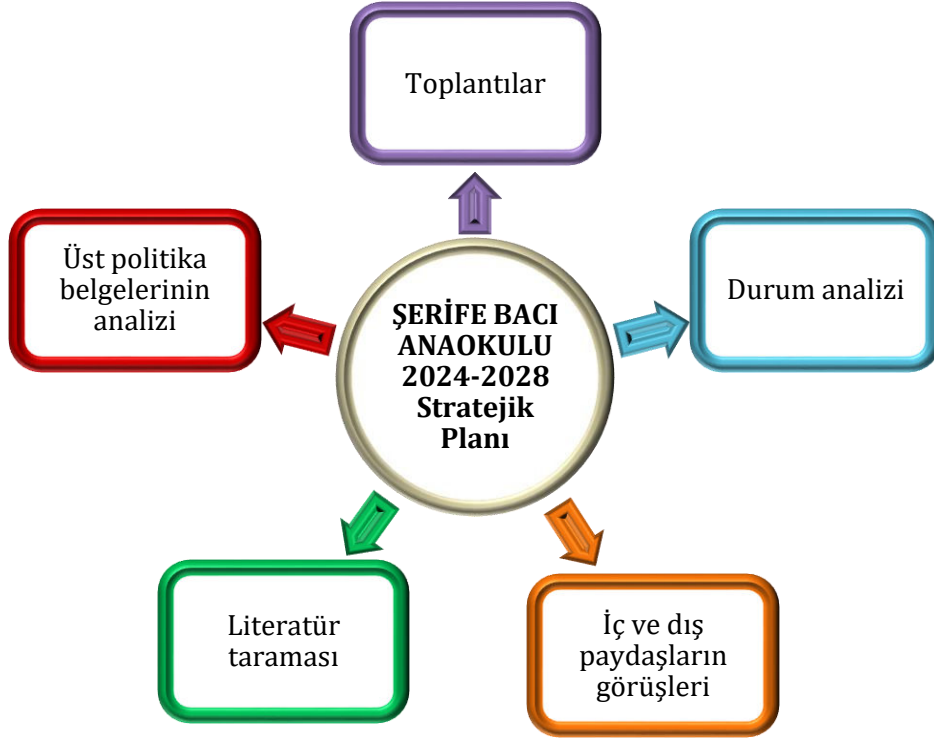 Toplantılar
Üst politika
belgelerinin
analizi
Durum analizi
ŞERİFE BACI
ANAOKULU
2024-2028
Stratejik
Planı
Literatür
taraması
İç ve dış
paydaşların
görüşleri